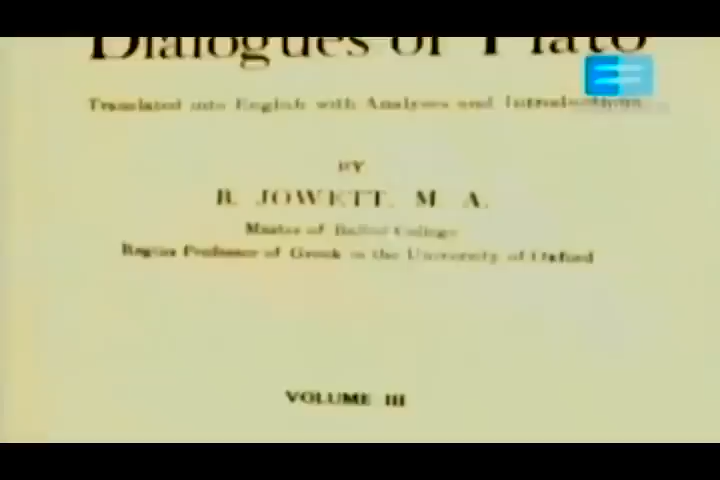 Dialogues of Plato
Translated into English with Analyses and Introductions
BY
B. JOWETT, M. A.
Master of Balliol College
Regius Professor of Greek in the University of Oxford
VOLUME III